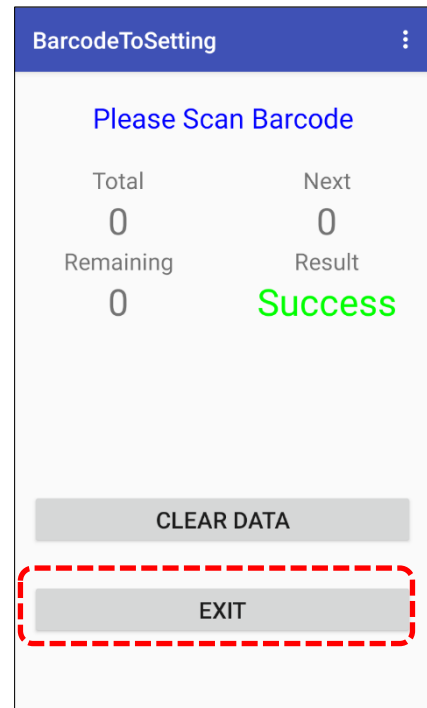 BarcodeToSetting
Please Scan Barcode
Total Next
0 0
Remaining Result
0 Success
CLEAR DATA
EXIT